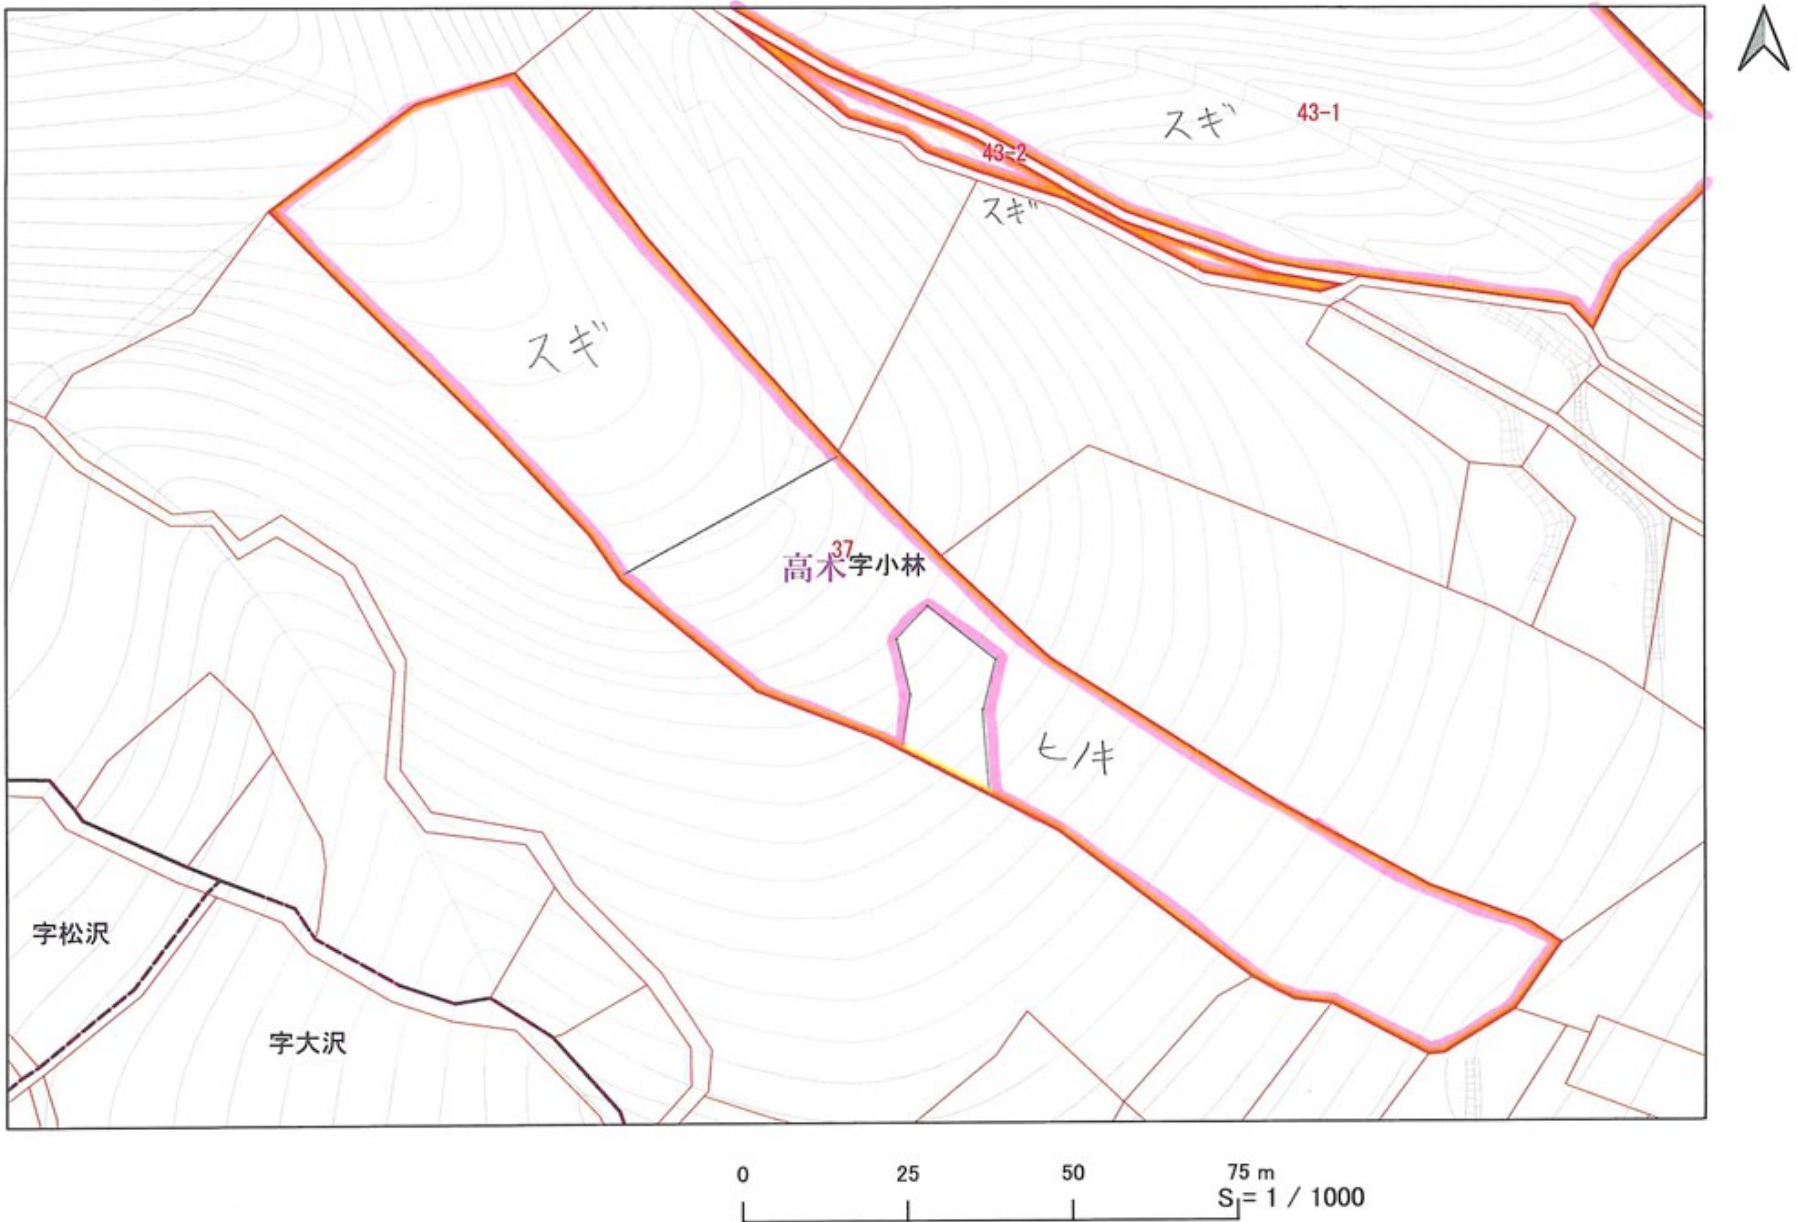 スギ 43-1
43-2
スギ
スギ
37
高木 字小林
ヒノキ
字松沢
字大沢
0 25 50 75 m
S = 1 / 1000